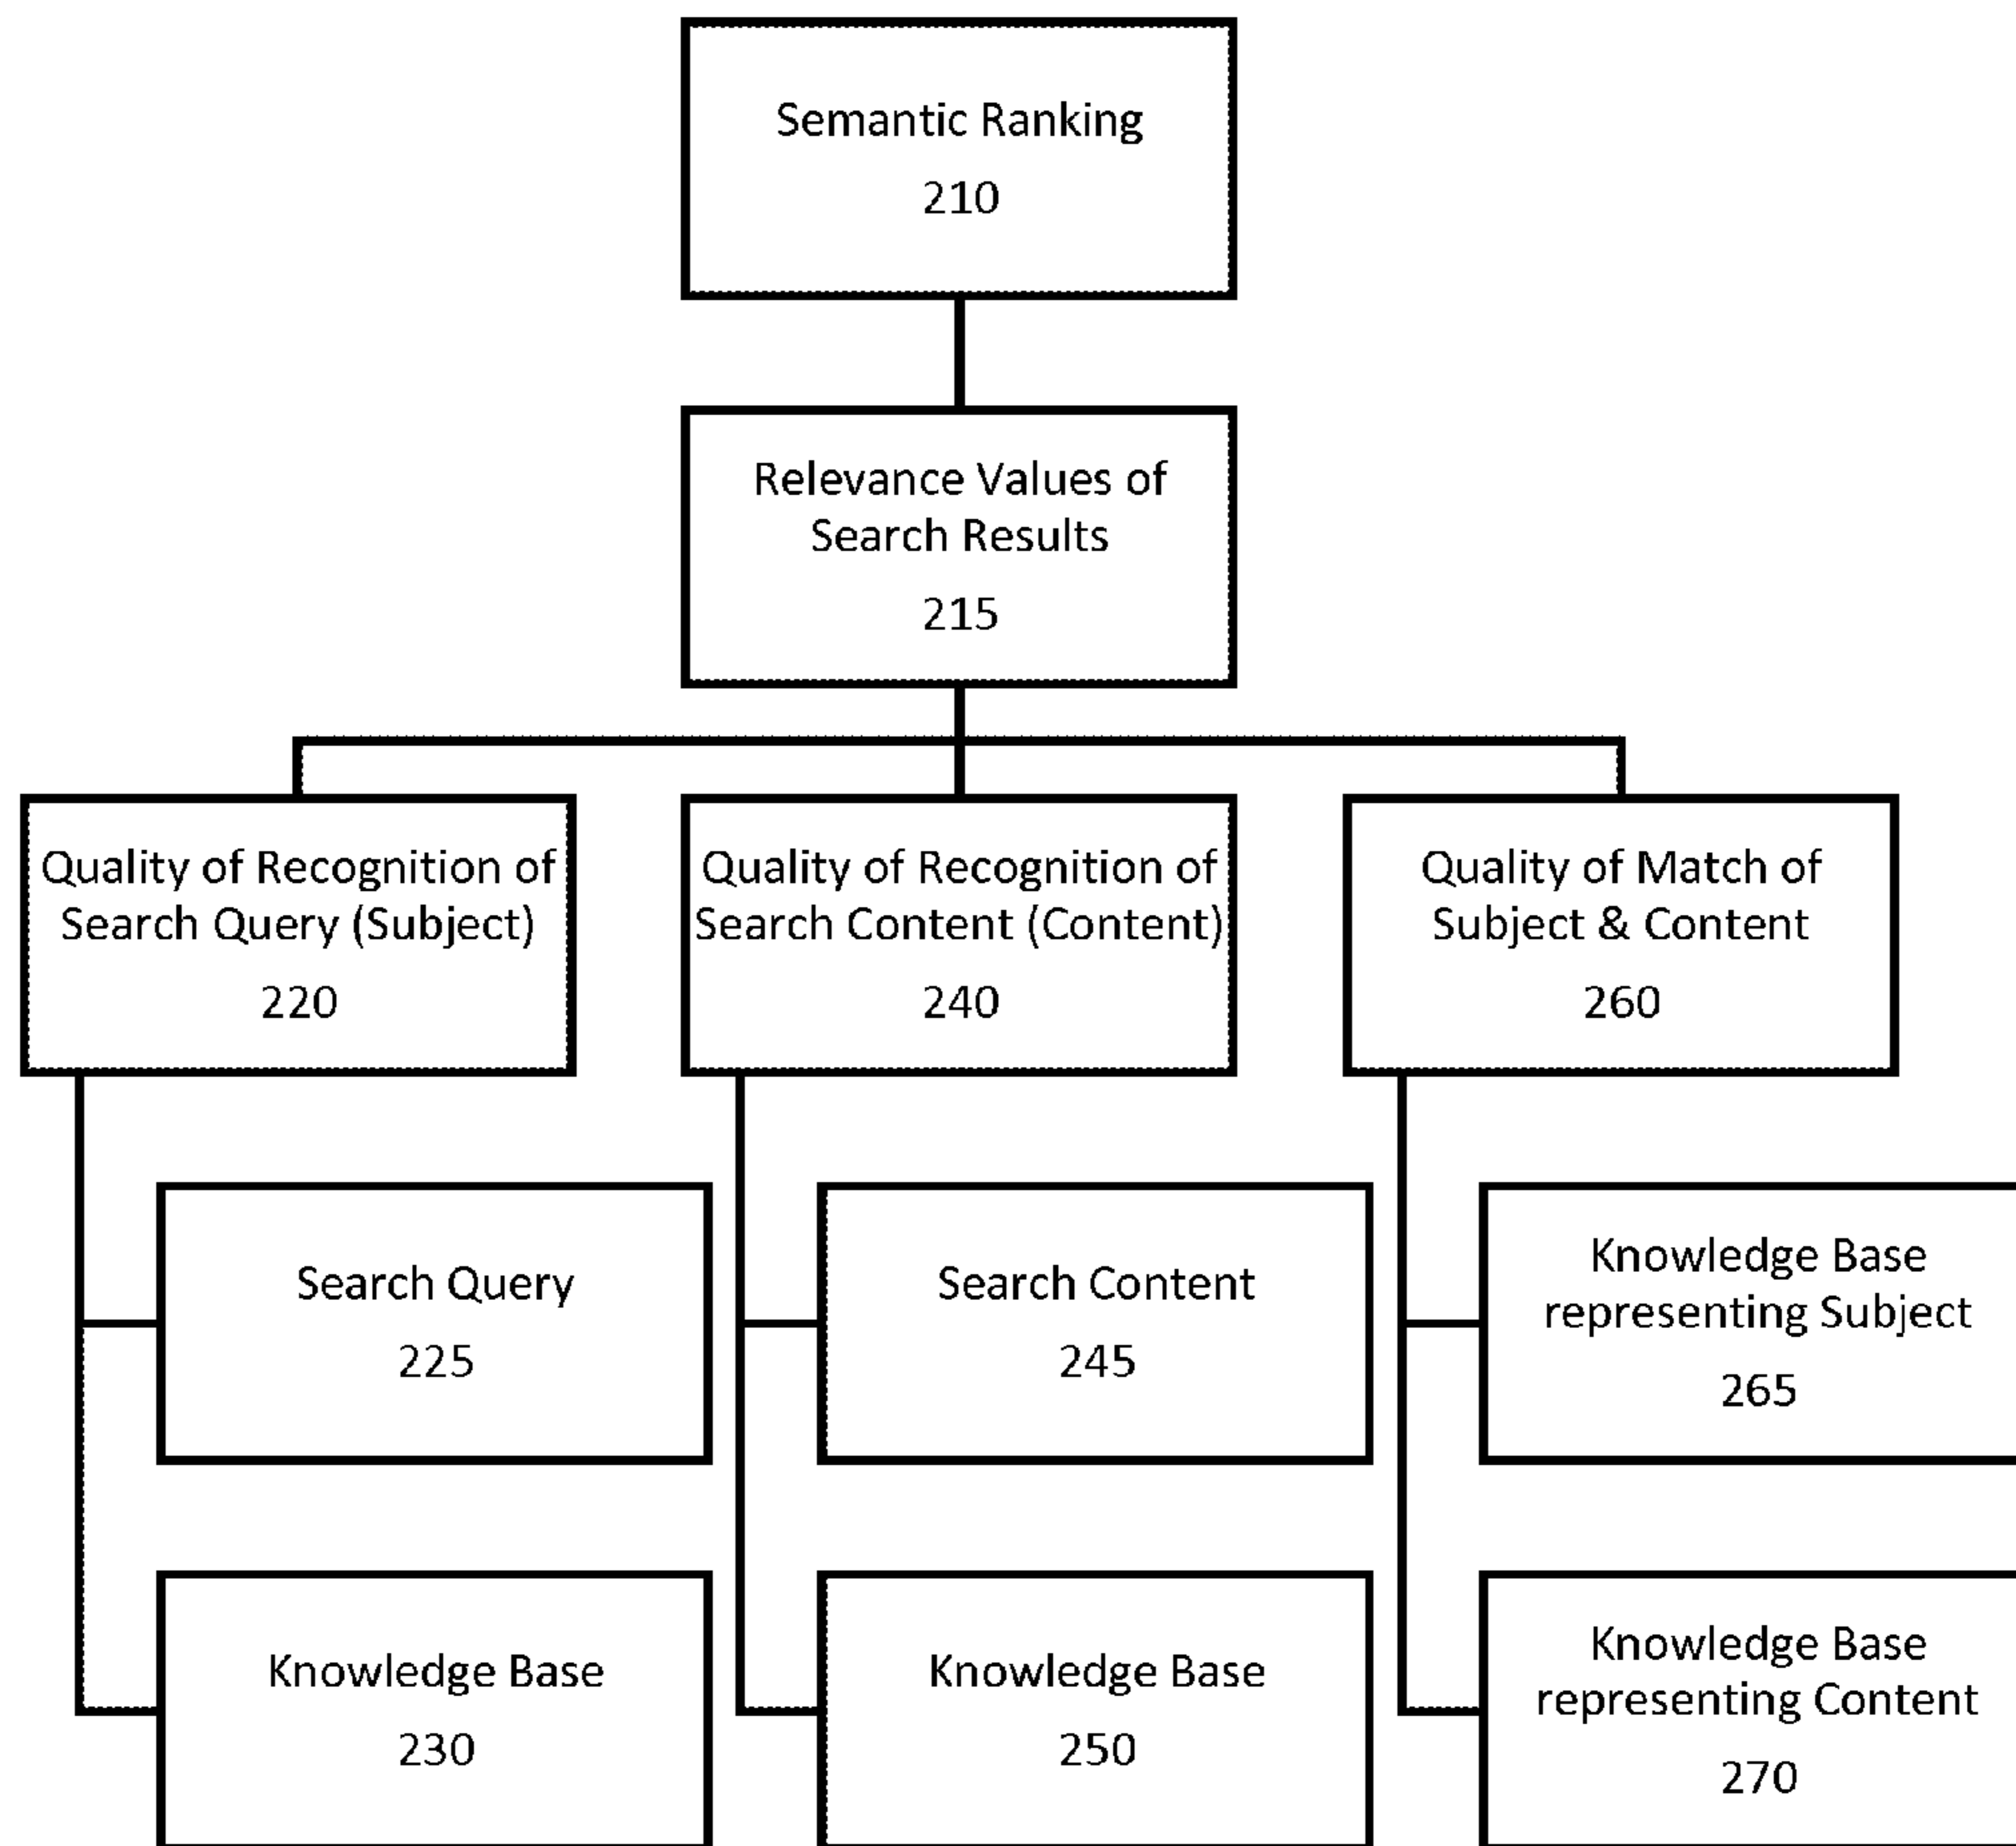 Semantic Ranking
210
Relevance Values of
Search Results
215
Quality of Recognition of
Search Query (Subject)
220
Quality of Recognition of
Search Content (Content)
240
Quality of Match of
Subject & Content
260
Search Query
225
Search Content
245
Knowledge Base
representing Subject
265
Knowledge Base
230
Knowledge Base
250
Knowledge Base
representing Content
270